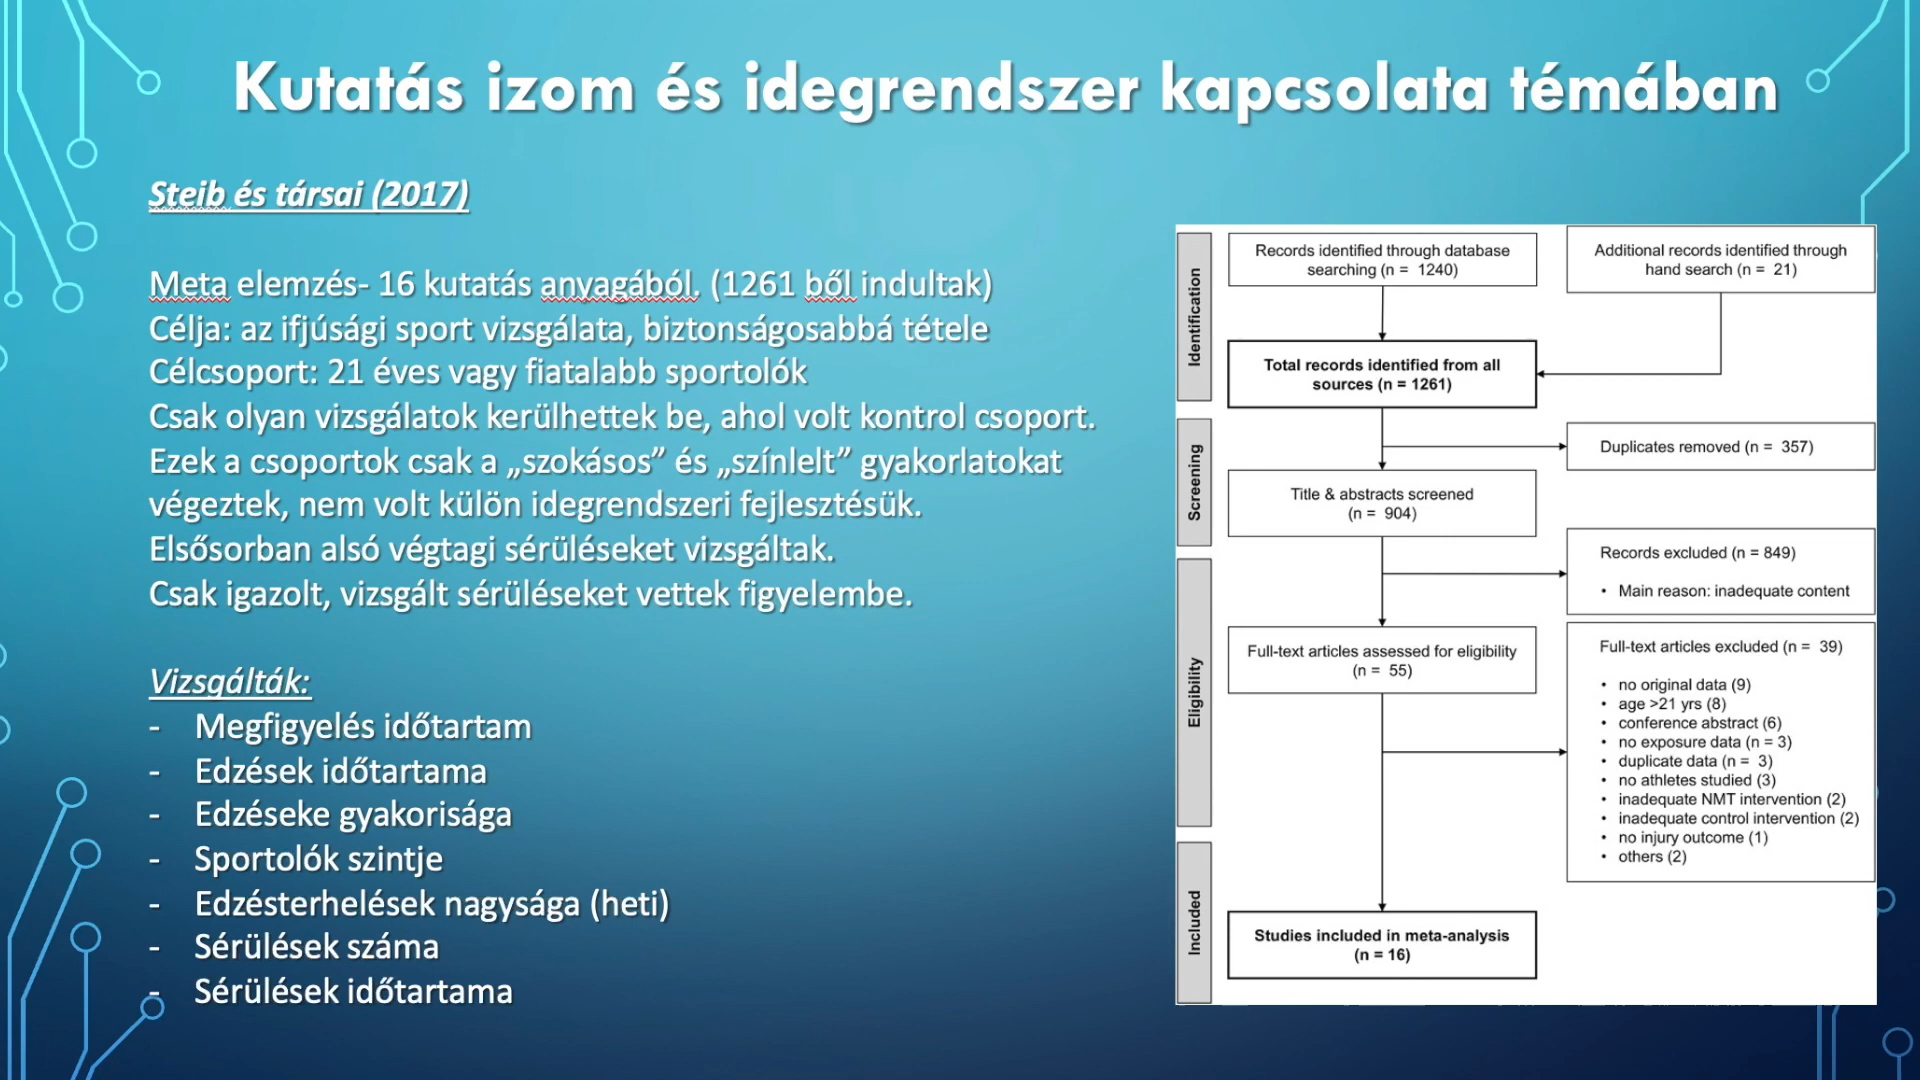 Kutatás izom és idegrendszer kapcsolata témában
Steib és társai (2017)
Meta elemzés- 16 kutatás anyagából. (1261 ből indultak)
Célja: az ifjúsági sport vizsgálata, biztonságosabbá tétele
Célcsoport: 21 éves vagy fiatalabb sportolók
Csak olyan vizsgálatok kerülhettek be, ahol volt kontrol csoport.
Ezek a csoportok csak a „szokásos” és „színlelt” gyakorlatokat
végeztek, nem volt külön idegrendszeri fejlesztésük.
Elsősorban alsó végtagi sérüléseket vizsgáltak.
Csak igazolt, vizsgált sérüléseket vettek figyelembe.
Vizsgálták:
- Megfigyelés időtartam
- Edzések időtartama
- Edzéseke gyakorisága
- Sportolók szintje
- Edzésterhelések nagysága (heti)
- Sérülések száma
- Sérülések időtartama
Identification
Records identified through database
searching (n = 1240)
Additional records identified through
hand search (n = 21)
Total records identified from all
sources (n = 1261)
Screening
Duplicates removed (n = 357)
Title & abstracts screened
(n = 904)
Records excluded (n = 849)
• Main reason: inadequate content
Eligibility
Full-text articles assessed for eligibility
(n = 55)
Full-text articles excluded (n = 39)
• no original data (9)
• age >21 yrs (8)
• conference abstract (6)
• no exposure data (n = 3)
• duplicate data (n = 3)
• no athletes studied (3)
• inadequate NMT intervention (2)
• inadequate control intervention (2)
• no injury outcome (1)
• others (2)
Included
Studies included in meta-analysis
(n = 16)